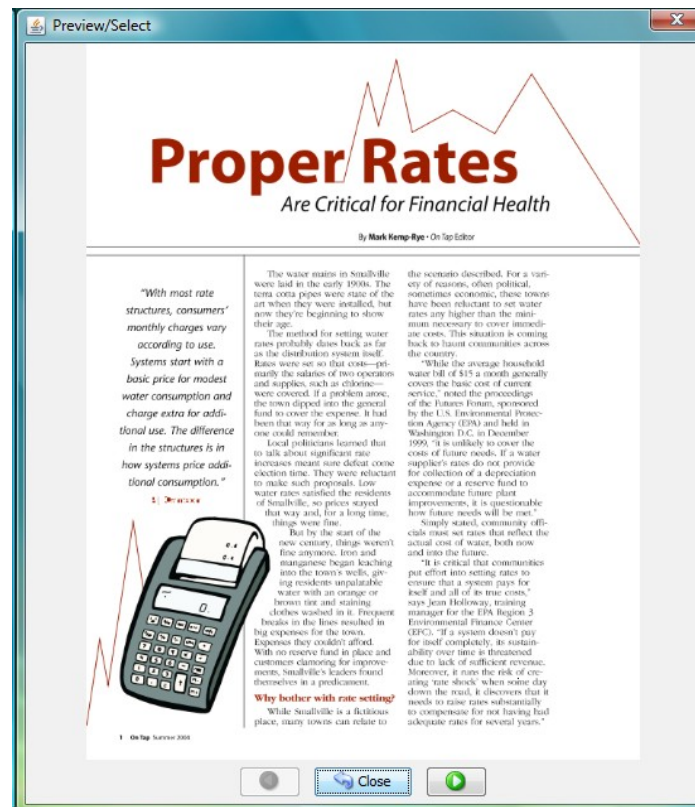 Preview/Select
Proper Rates
Are Critical for Financial Health
By Mark Kemp-Rye • On Tap Editor
"With most rate
structures, consumers'
monthly charges vary
according to use.
Systems start with a
basic price for modest
water consumption and
charge extra for addi-
tional use. The difference
in the structures is in
how systems price addi-
tional consumption."
The water mains in Smallville
were laid in the early 1900s. The
terra cotta pipes were state of the
art when they were installed, but
now they're beginning to show
their age.
The method for setting water
rates probably dates back as far
as the distribution system itself.
Rates were set so that costs—pri-
marily the salaries of two operators
and supplies, such as chlorine—
were covered. If a problem arose,
the town dipped into the general
fund to cover the expense. It had
been that way for as long as any-
one could remember.
Local politicians learned that
to talk about significant rate
increases meant sure defeat come
election time. They were reluctant
to make such proposals. Low
water rates satisfied the residents
of Smallville, so prices stayed
that way and, for a long time,
things were fine.
But by the start of the
new century, things weren't
fine anymore. Iron and
manganese began leaching
into the town's wells, giv-
ing residents unpalatable
water with an orange or
brown tint and staining
clothes washed in it. Frequent
breaks in the lines resulted in
big expenses for the town.
Expenses they couldn't afford.
With no reserve fund in place and
customers clamoring for improve-
ments, Smallville's leaders found
themselves in a predicament.
Why bother with rate setting?
While Smallville is a fictitious
place, many towns can relate to
the scenario described. For a vari-
ety of reasons, often political,
sometimes economic, these towns
have been reluctant to set water
rates any higher than the mini-
mum necessary to cover immedi-
ate costs. This situation is coming
back to haunt communities across
the country.
"While the average household
water bill of $15 a month generally
covers the basic cost of current
service," noted the proceedings
of the Futures Forum, sponsored
by the U.S. Environmental Protec-
tion Agency (EPA) and held in
Washington D.C. in December
1999, "it is unlikely to cover the
costs of future needs. If a water
supplier's rates do not provide
for collection of a depreciation
expense or a reserve fund to
accommodate future plant
improvements, it is questionable
how future needs will be met."
Simply stated, community offi-
cials must set rates that reflect the
actual cost of water, both now
and into the future.
"It is critical that communities
put effort into setting rates to
ensure that a system pays for
itself and all of its true costs,"
says Jean Holloway, training
manager for the EPA Region 3
Environmental Finance Center
(EFC). "If a system doesn't pay
for itself completely, its sustain-
ability over time is threatened
due to lack of sufficient revenue.
Moreover, it runs the risk of cre-
ating 'rate shock' when some day
down the road, it discovers that it
needs to raise rates substantially
to compensate for not having had
adequate rates for several years."
1 On Tap Summer 2004
Close